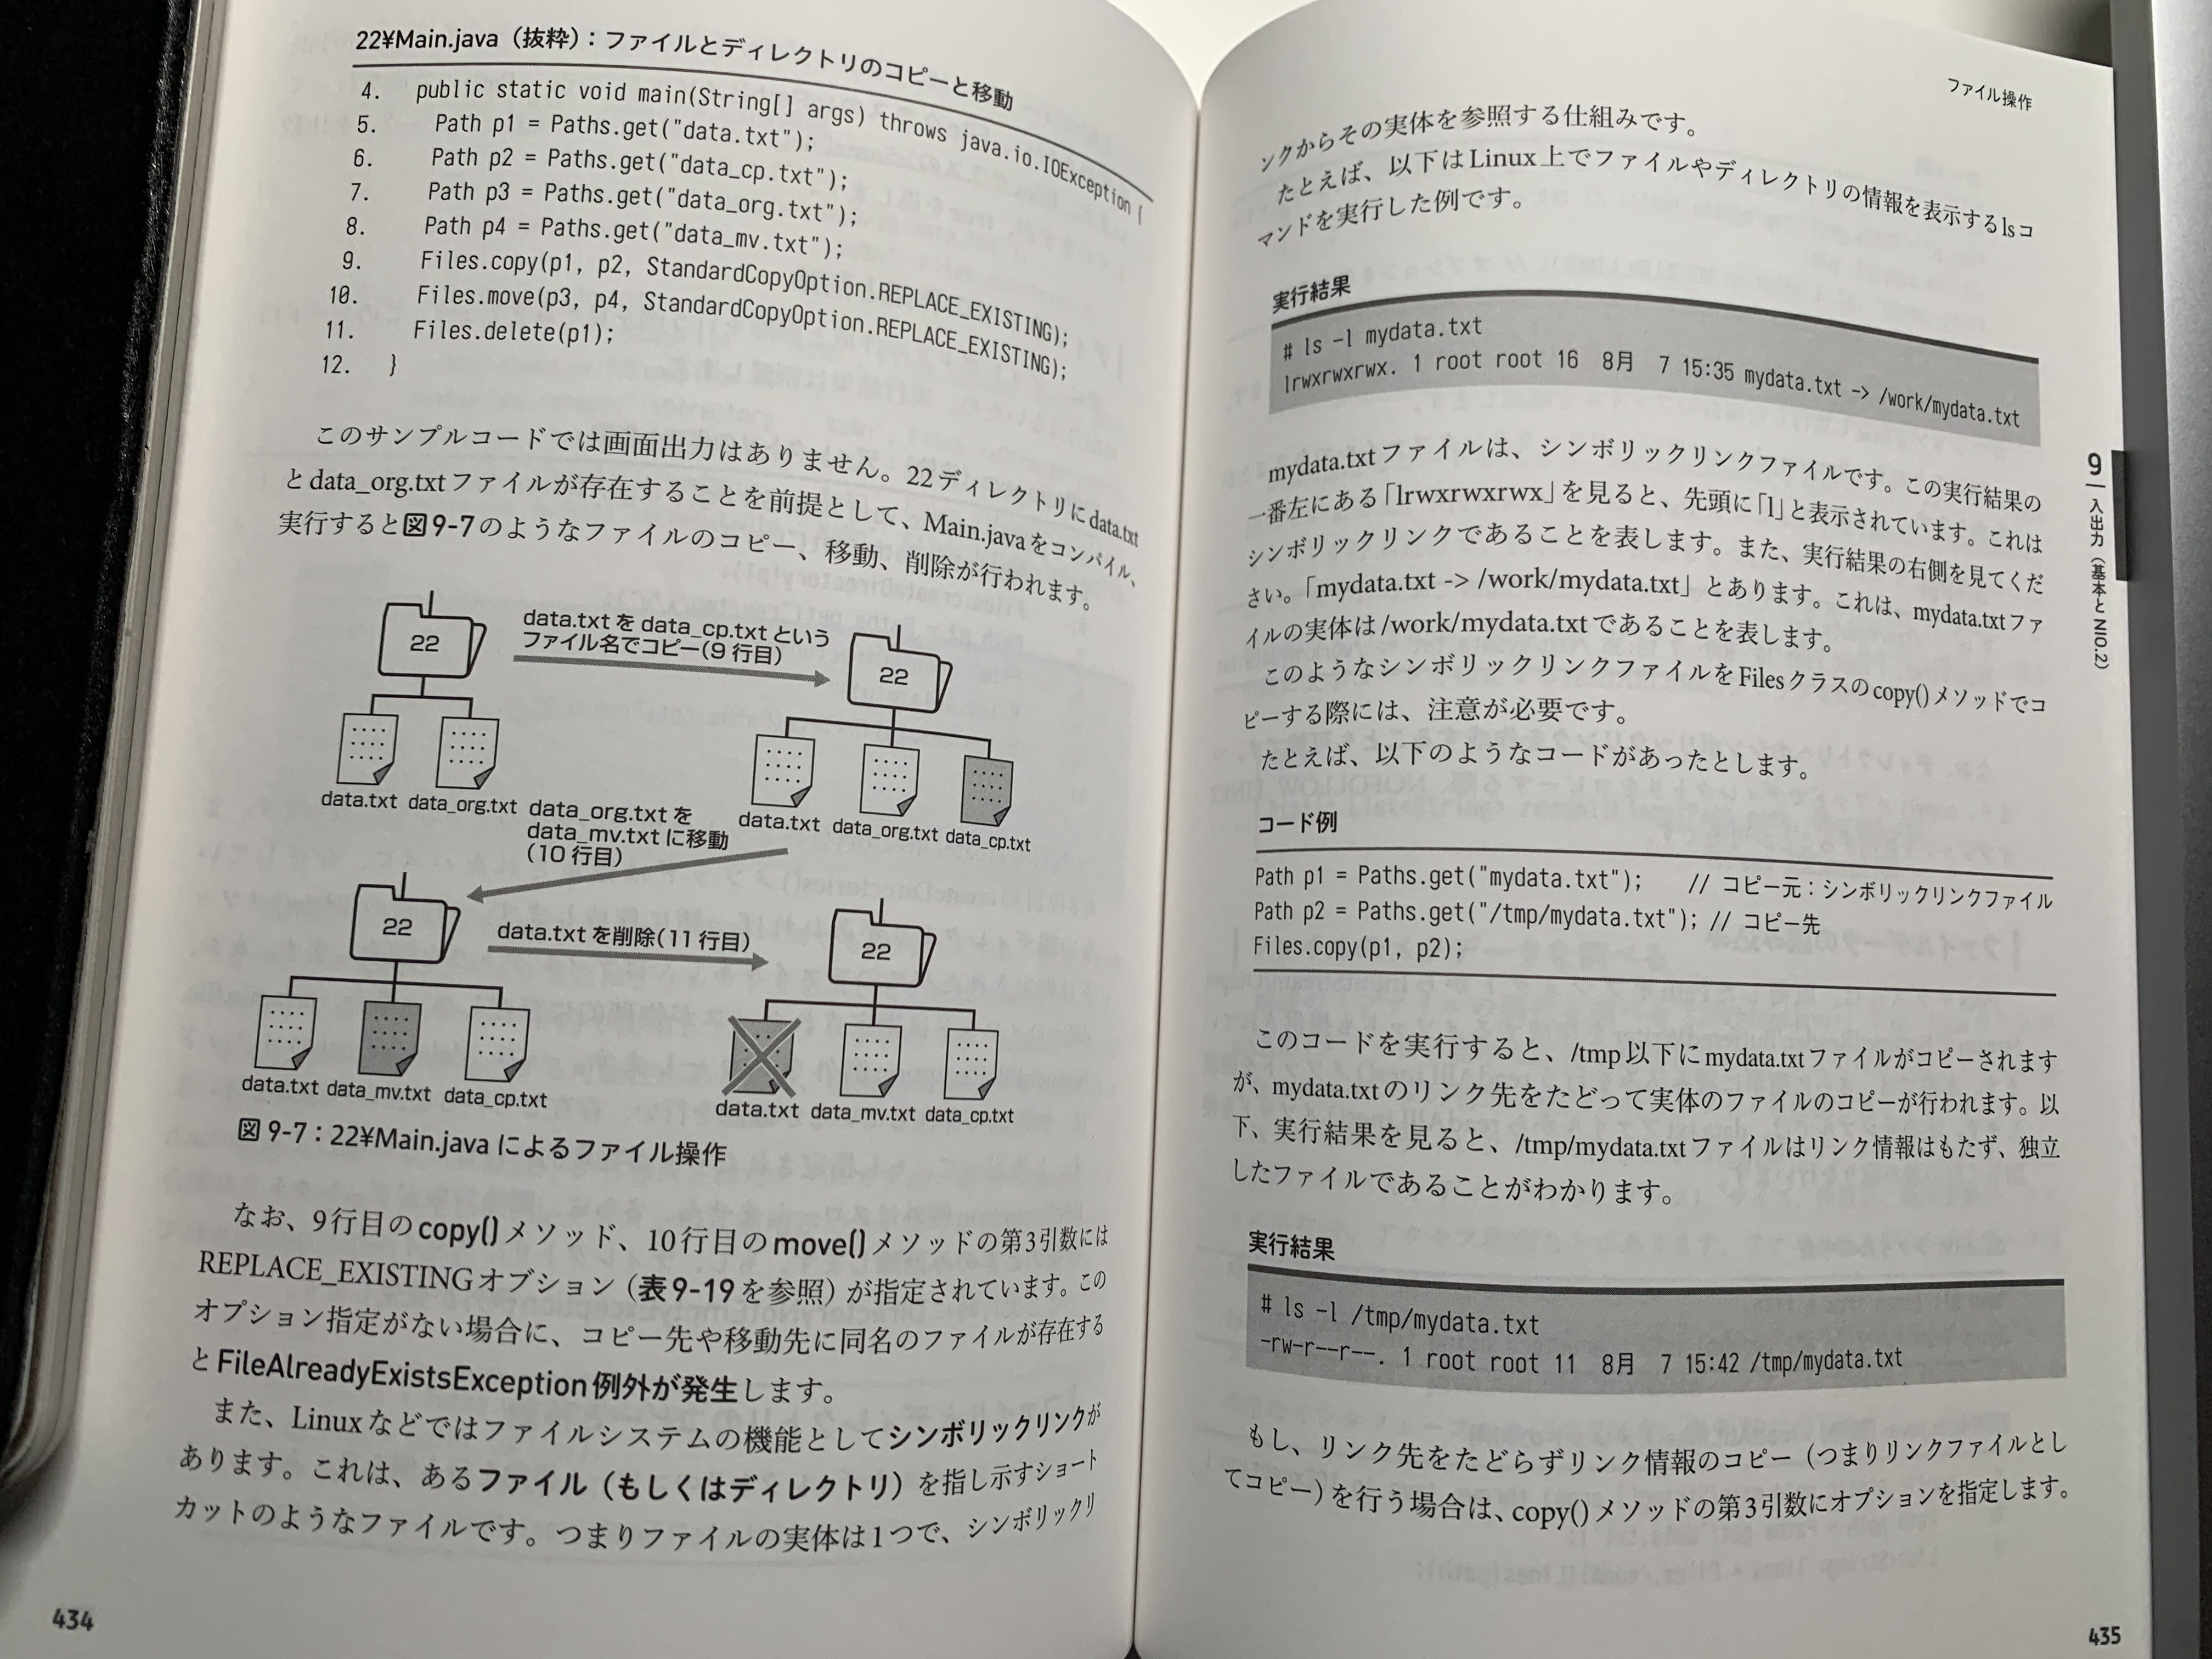 22¥Main.java（抜粋）：ファイルとディレクトリのコピーと移動
4. public static void main(String[] args) throws java.io.IOException {
5. Path p1 = Paths.get("data.txt");
6. Path p2 = Paths.get("data_cp.txt");
7. Path p3 = Paths.get("data_org.txt");
8. Path p4 = Paths.get("data_mv.txt");
9. Files.copy(p1, p2, StandardCopyOption.REPLACE_EXISTING);
10. Files.move(p3, p4, StandardCopyOption.REPLACE_EXISTING);
11. Files.delete(p1);
12. }
このサンプルコードでは画面出力はありません。22ディレクトリにdata.txt
とdata_org.txtファイルが存在することを前提として、Main.javaをコンパイル、
実行すると図9-7のようなファイルのコピー、移動、削除が行われます。
22
data.txtをdata_cp.txtという
ファイル名でコピー（9行目）
22
data.txt data_org.txt
data.txt data_org.txt data_cp.txt
data_org.txtを
data_mv.txtに移動
（10行目）
22
data.txtを削除（11行目）
22
data.txt data_mv.txt data_cp.txt
data.txt data_mv.txt data_cp.txt
図9-7：22¥Main.javaによるファイル操作
なお、9行目のcopy()メソッド、10行目のmove()メソッドの第3引数には
REPLACE_EXISTINGオプション（表9-19を参照）が指定されています。この
オプション指定がない場合に、コピー先や移動先に同名のファイルが存在する
とFileAlreadyExistsException例外が発生します。
また、Linuxなどではファイルシステムの機能としてシンボリックリンクが
あります。これは、あるファイル（もしくはディレクトリ）を指し示すショート
カットのようなファイルです。つまりファイルの実体は1つで、シンボリックリ
434
ファイル操作
ンクからその実体を参照する仕組みです。
たとえば、以下はLinux上でファイルやディレクトリの情報を表示するlsコ
マンドを実行した例です。
実行結果
# ls -l mydata.txt
lrwxrwxrwx. 1 root root 16 8月 7 15:35 mydata.txt -> /work/mydata.txt
mydata.txtファイルは、シンボリックリンクファイルです。この実行結果の
一番左にある「lrwxrwxrwx」を見ると、先頭に「l」と表示されています。これは
シンボリックリンクであることを表します。また、実行結果の右側を見てくだ
さい。「mydata.txt -> /work/mydata.txt」とあります。これは、mydata.txtファ
イルの実体は/work/mydata.txtであることを表します。
このようなシンボリックリンクファイルをFilesクラスのcopy()メソッドでコ
ピーする際には、注意が必要です。
たとえば、以下のようなコードがあったとします。
コード例
Path p1 = Paths.get("mydata.txt"); // コピー元：シンボリックリンクファイル
Path p2 = Paths.get("/tmp/mydata.txt"); // コピー先
Files.copy(p1, p2);
このコードを実行すると、/tmp以下にmydata.txtファイルがコピーされます
が、mydata.txtのリンク先をたどって実体のファイルのコピーが行われます。以
下、実行結果を見ると、/tmp/mydata.txtファイルはリンク情報はもたず、独立
したファイルであることがわかります。
実行結果
# ls -l /tmp/mydata.txt
-rw-r--r--. 1 root root 11 8月 7 15:42 /tmp/mydata.txt
もし、リンク先をたどらずリンク情報のコピー（つまりリンクファイルとし
てコピー）を行う場合は、copy()メソッドの第3引数にオプションを指定します。
9 入出力（基本とNIO.2）
435